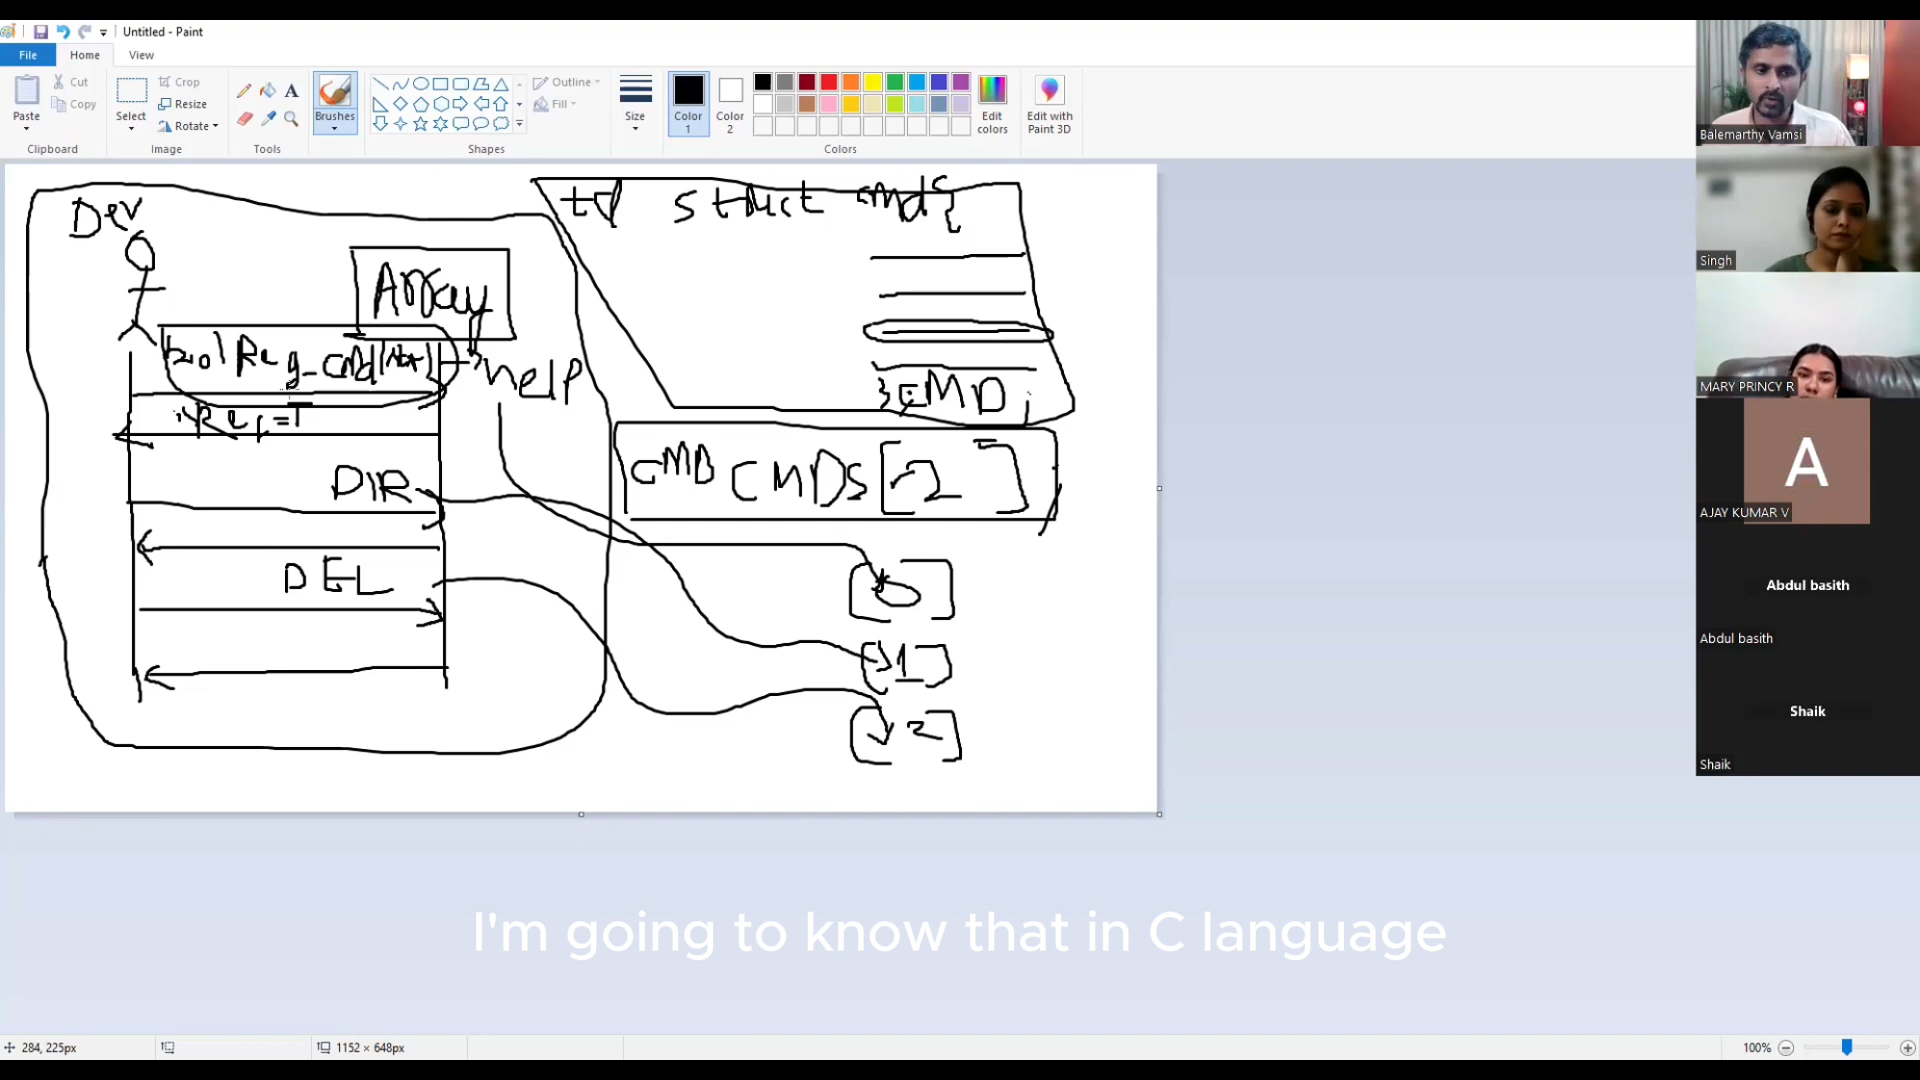 Untitled - Paint
File
Home
View
Paste
Cut
Copy
Clipboard
Select
Crop
Resize
Rotate
Image
A
Tools
Brushes
Outline
Fill
Shapes
Size
Color
1
Color
2
Edit
colors
Edit with
Paint 3D
Colors
Dev
Array
bool Reg_cmd
help
DIR
DEL
td struct cmd{
}CMD;
CMD CMDS[2];
[0]
[1]
[2]
Balemarthy Vamsi
Singh
MARY PRINCY R
A
AJAY KUMAR V
Abdul basith
Abdul basith
Shaik
Shaik
I'm going to know that in C language
284, 225px
1152 × 648px
100%